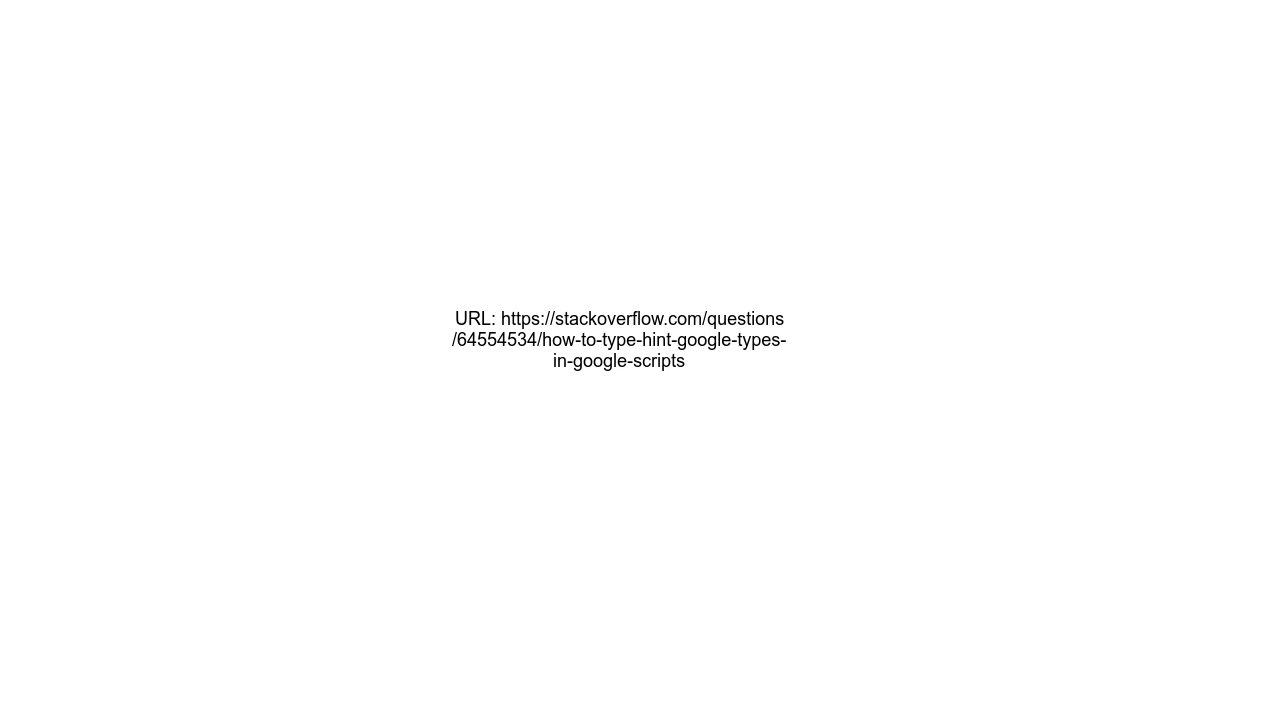 URL: https://stackoverflow.com/questions
/64554534/how-to-type-hint-google-types-
in-google-scripts